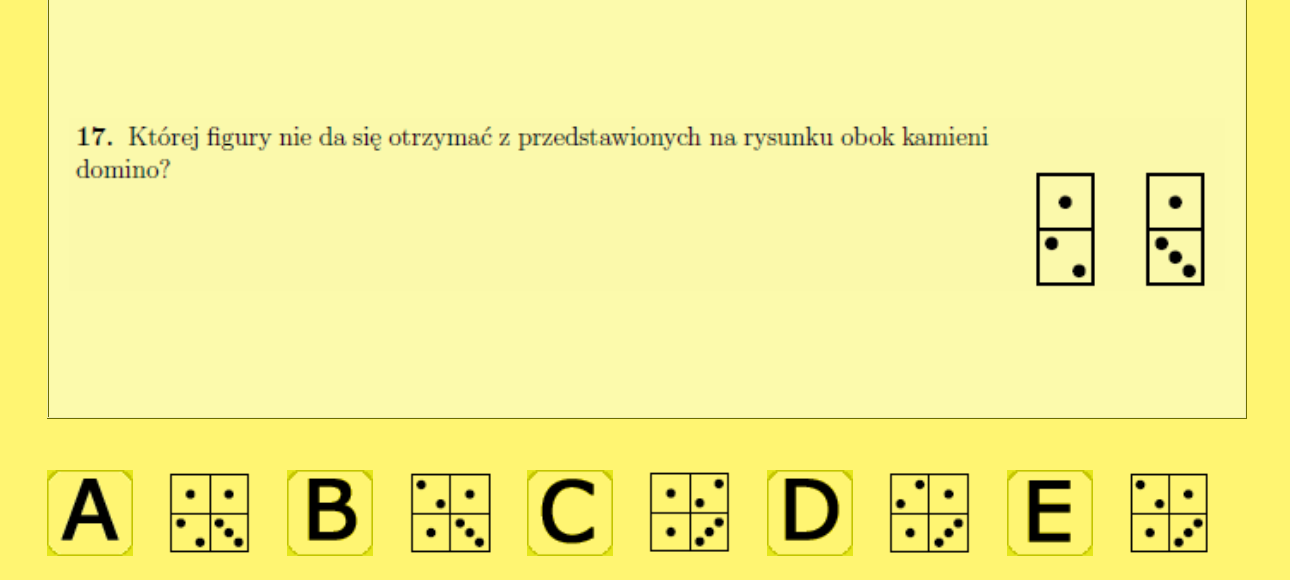 17. Której figury nie da się otrzymać z przedstawionych na rysunku obok kamieni
domino?
A B C D E